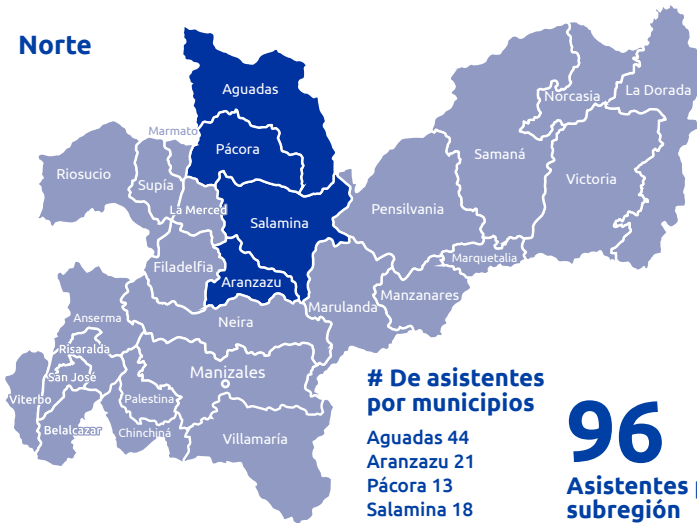 Norte
Aguadas
Norcasia
La Dorada
Marmato
Pácora
Samaná
Riosucio
Supía
Victoria
La Merced
Salamina
Pensilvania
Filadelfia
Marquetalia
Aranzazu
Marulanda
Manzanares
Anserma
Neira
Risaralda
San José
Manizales
Viterbo
Palestina
Belalcazar
Chinchiná
Villamaría
# De asistentes
por municipios
Aguadas 44
Aranzazu 21
Pácora 13
Salamina 18
96
Asistentes p
subregión